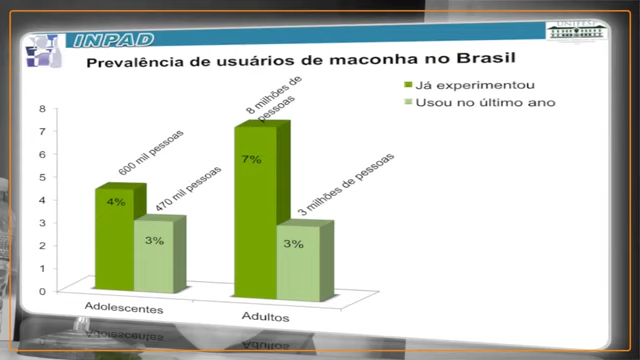 INPAD
UNIFESP
Prevalência de usuários de maconha no Brasil
Já experimentou
Usou no último ano
8
7
6
5
4
3
2
1
0
600 mil pessoas
4%
470 mil pessoas
3%
8 milhões de
pessoas
7%
3 milhões de pessoas
3%
Adolescentes
Adultos